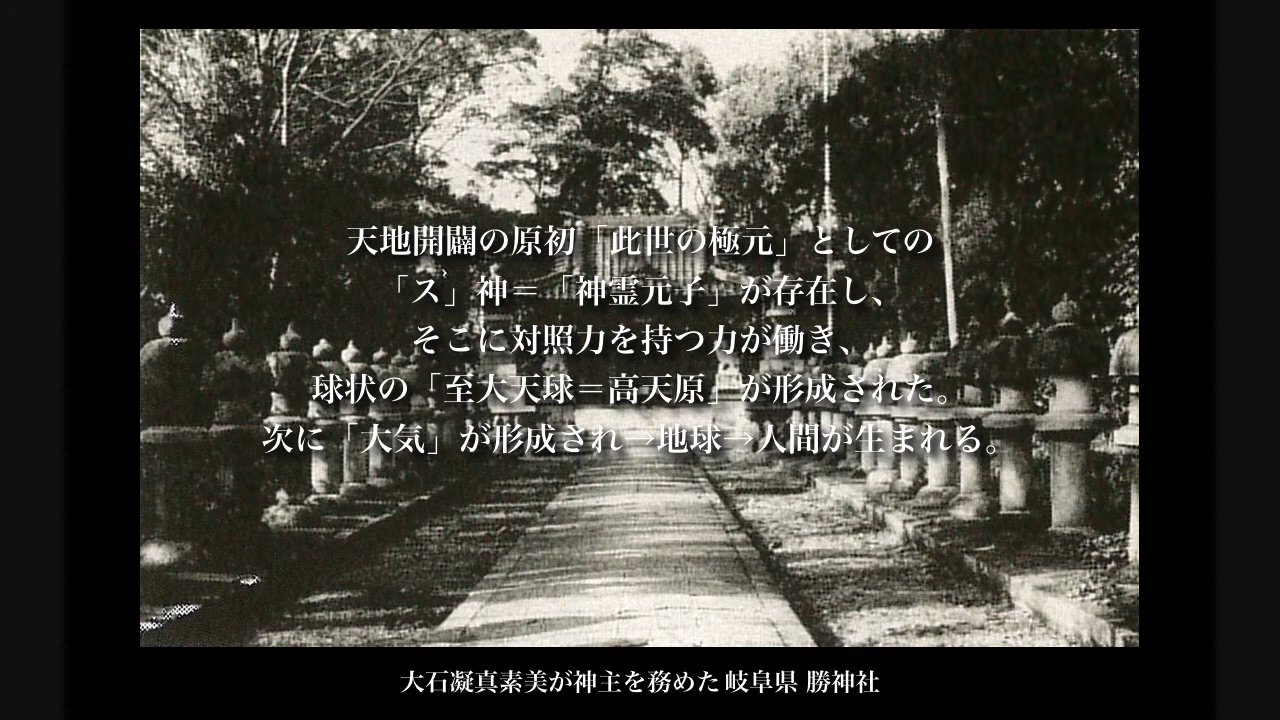 天地開闢の原初「此世の極元」としての
「ス」神＝「神霊元子」が存在し、
そこに対照力を持つ力が働き、
球状の「至大天球＝高天原」が形成された。
次に「大気」が形成され→地球→人間が生まれる。
大石凝真素美が神主を務めた 岐阜県 勝神社